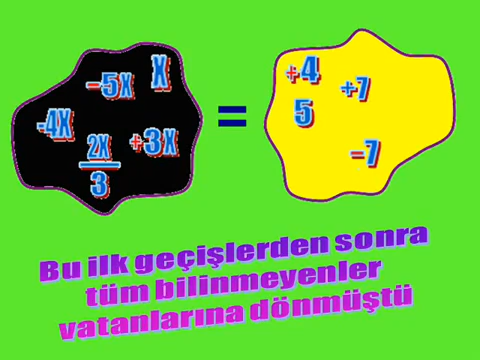 -5x x
-4x
2x
3
+3x
=
+4
+7
5
-7
Bu ilk geçişlerden sonra
tüm bilinmeyenler
vatanlarına dönmüştü